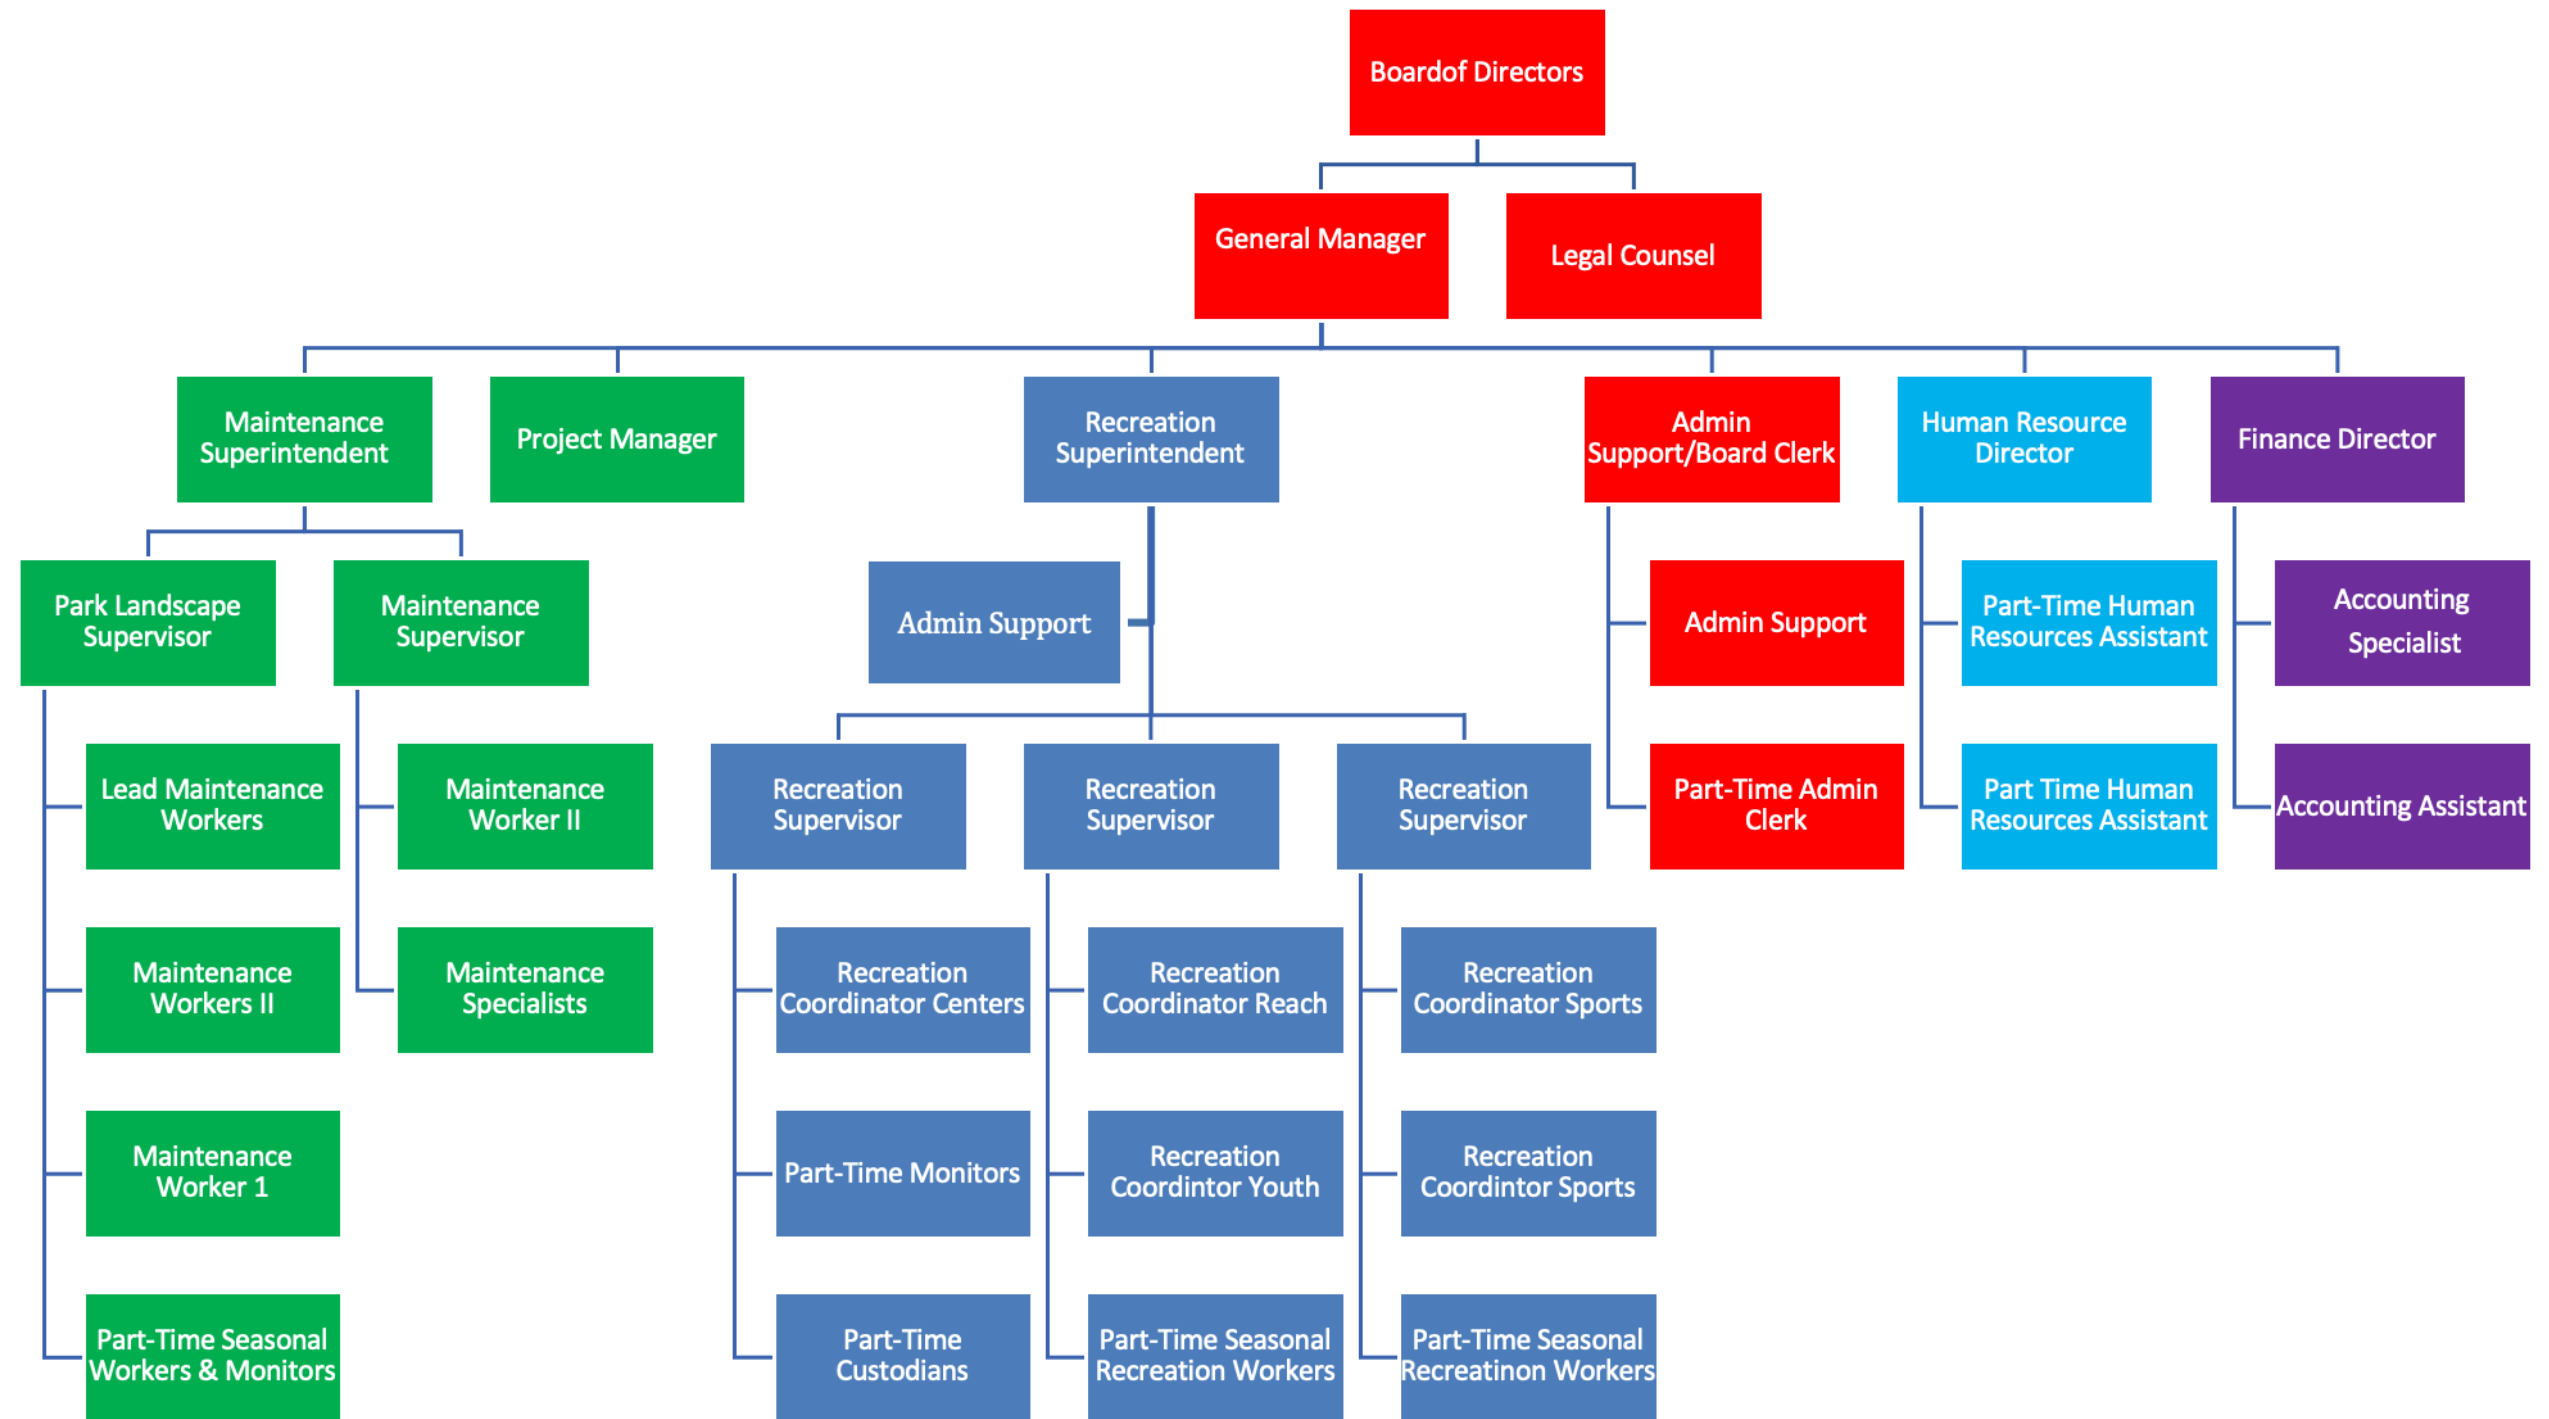 Boardof Directors
General Manager
Legal Counsel
Maintenance
Superintendent
Project Manager
Recreation
Superintendent
Admin
Support/Board Clerk
Human Resource
Director
Finance Director
Park Landscape
Supervisor
Maintenance
Supervisor
Admin Support
Admin Support
Part-Time Human
Resources Assistant
Accounting
Specialist
Lead Maintenance
Workers
Maintenance
Worker II
Recreation
Supervisor
Recreation
Supervisor
Recreation
Supervisor
Part-Time Admin
Clerk
Part Time Human
Resources Assistant
Accounting Assistant
Maintenance
Workers II
Maintenance
Specialists
Recreation
Coordinator Centers
Recreation
Coordinator Reach
Recreation
Coordinator Sports
Maintenance
Worker 1
Part-Time Monitors
Recreation
Coordintor Youth
Recreation
Coordintor Sports
Part-Time Seasonal
Workers & Monitors
Part-Time
Custodians
Part-Time Seasonal
Recreation Workers
Part-Time Seasonal
Recreatinon Workers